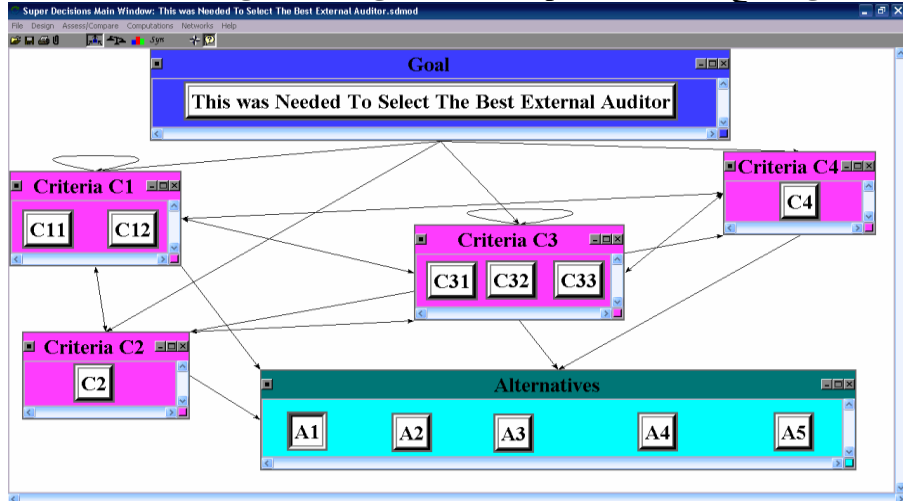 Super Decisions Main Window: This was Needed To Select The Best External Auditor.sdmod
File Design Assess/Compare Computations Networks Help
Syn
Goal
This was Needed To Select The Best External Auditor
Criteria C4
C4
Criteria C1
C11 C12
Criteria C3
C31 C32 C33
Criteria C2
C2
Alternatives
A1 A2 A3 A4 A5